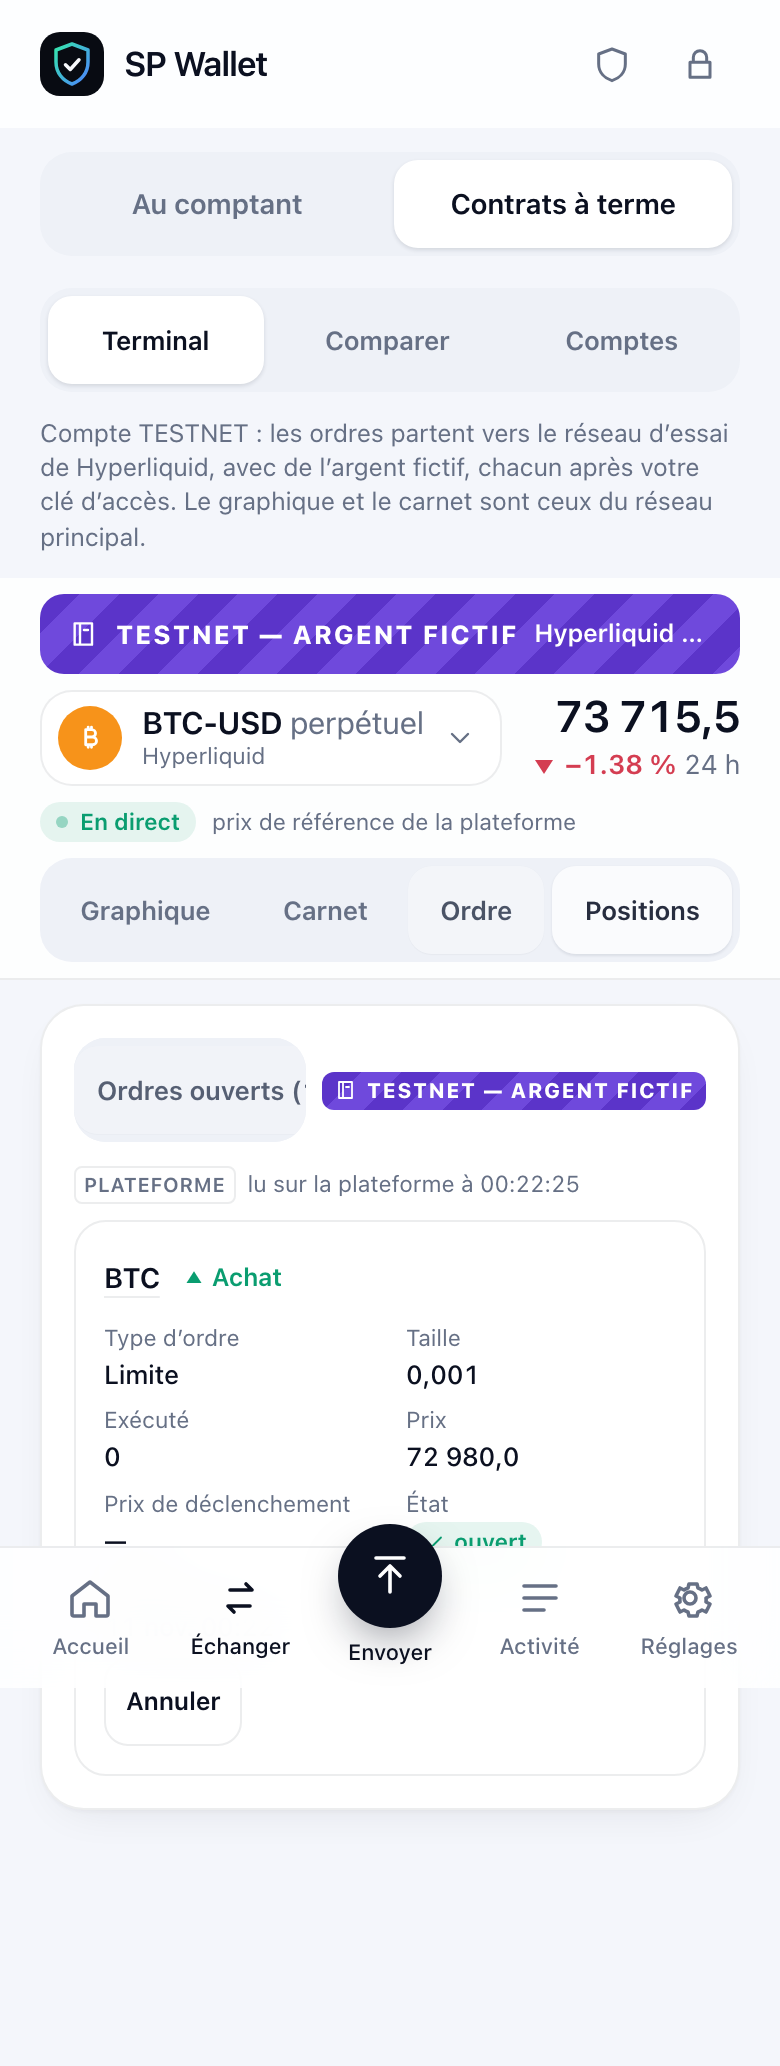 SP Wallet
Au comptant
Contrats à terme
Terminal
Comparer
Comptes
Compte TESTNET : les ordres partent vers le réseau d’essai
de Hyperliquid, avec de l’argent fictif, chacun après votre
clé d’accès. Le graphique et le carnet sont ceux du réseau
principal.
TESTNET — ARGENT FICTIF Hyperliquid ...
BTC-USD perpétuel
Hyperliquid
73 715,5
−1.38 % 24 h
En direct
prix de référence de la plateforme
Graphique
Carnet
Ordre
Positions
Ordres ouverts (
TESTNET — ARGENT FICTIF
PLATEFORME
lu sur la plateforme à 00:22:25
BTC
Achat
Type d’ordre
Taille
Limite
0,001
Exécuté
Prix
0
72 980,0
Prix de déclenchement
État
—
ouvert
Accueil
Échanger
Envoyer
Activité
Réglages
Annuler